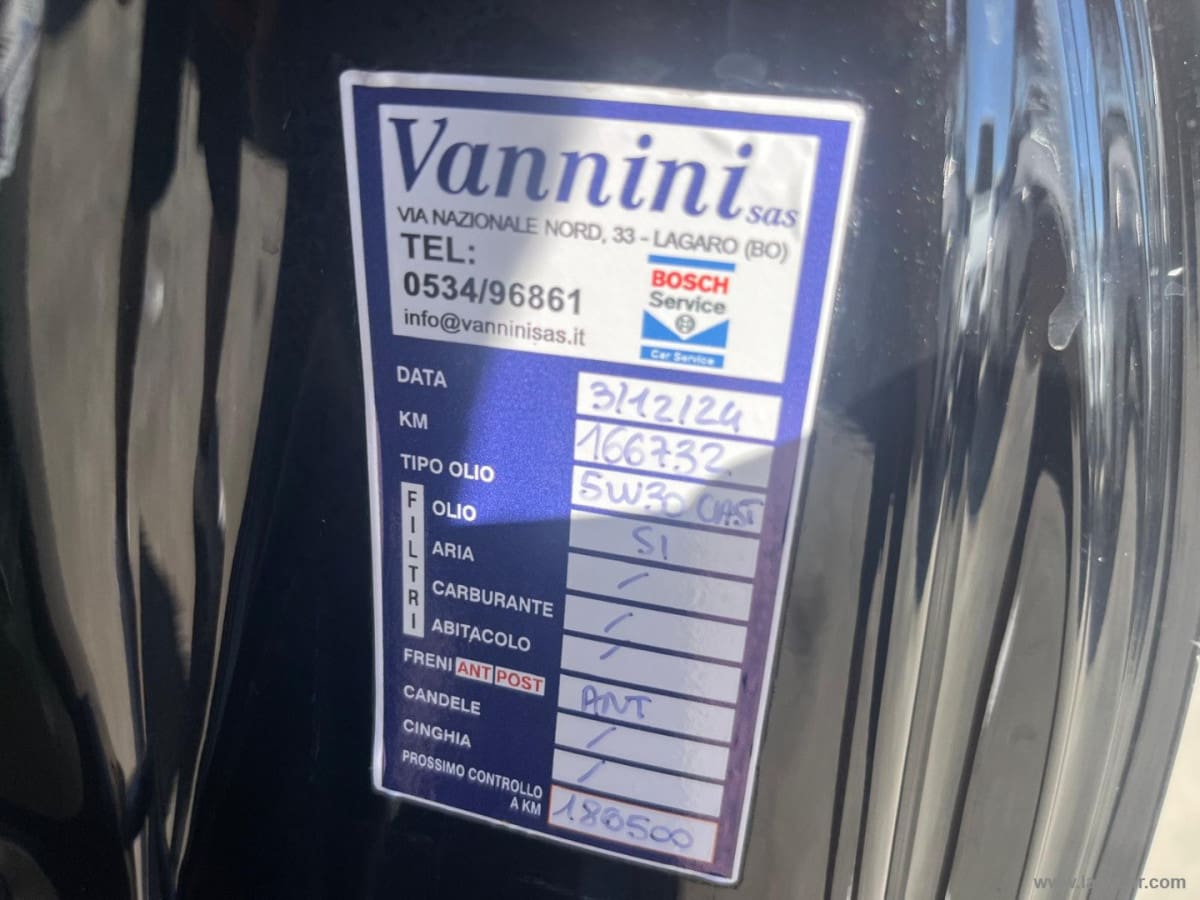 Vannini sas
VIA NAZIONALE NORD, 33 - LAGARO (BO)
TEL:
0534/96861
info@vanninisas.it
BOSCH
Service
Car Service
DATA 3/12/24
KM 166732
TIPO OLIO 5W30
FILTRI
OLIO SI
ARIA /
CARBURANTE /
ABITACOLO /
FRENI ANT POST ANT
CANDELE /
CINGHIA /
PROSSIMO CONTROLLO
A KM 180500